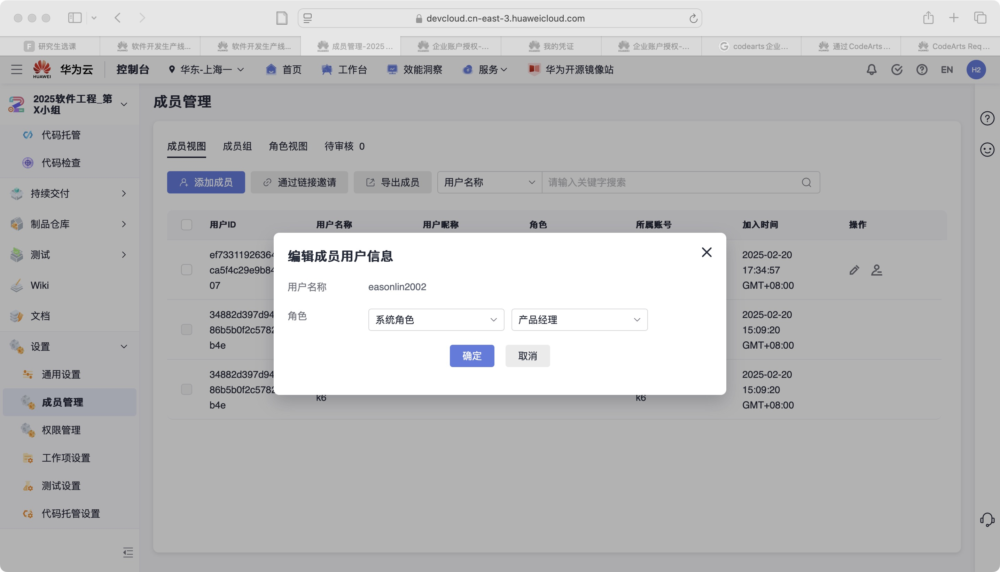 devcloud.cn-east-3.huaweicloud.com
F 研究生选课
HUAWEI 软件开发生产线...
HUAWEI 软件开发生产线...
成员管理-2025...
企业账户授权-...
我的凭证
企业账户授权-...
G codearts企业...
HUAWEI 通过CodeArts...
HUAWEI CodeArts Req...
HUAWEI 华为云
控制台
华东-上海一
首页
工作台
效能洞察
服务
华为开源镜像站
EN
H2
2025软件工程_第
X小组
代码托管
代码检查
持续交付
制品仓库
测试
Wiki
文档
设置
通用设置
成员管理
权限管理
工作项设置
测试设置
代码托管设置
成员管理
成员视图 成员组 角色视图 待审核 0
添加成员 通过链接邀请 导出成员 用户名称 请输入关键字搜索
用户ID 用户名称 用户昵称 角色 所属账号 加入时间 操作
ef73311926364
ca5f4c29e9b84
07
2025-02-20
17:34:57
GMT+08:00
34882d397d94
86b5b0f2c5782
b4e
2025-02-20
15:09:20
GMT+08:00
34882d397d94
86b5b0f2c5782
b4e
k6
k6
2025-02-20
15:09:20
GMT+08:00
编辑成员用户信息
用户名称 easonlin2002
角色 系统角色 产品经理
确定 取消